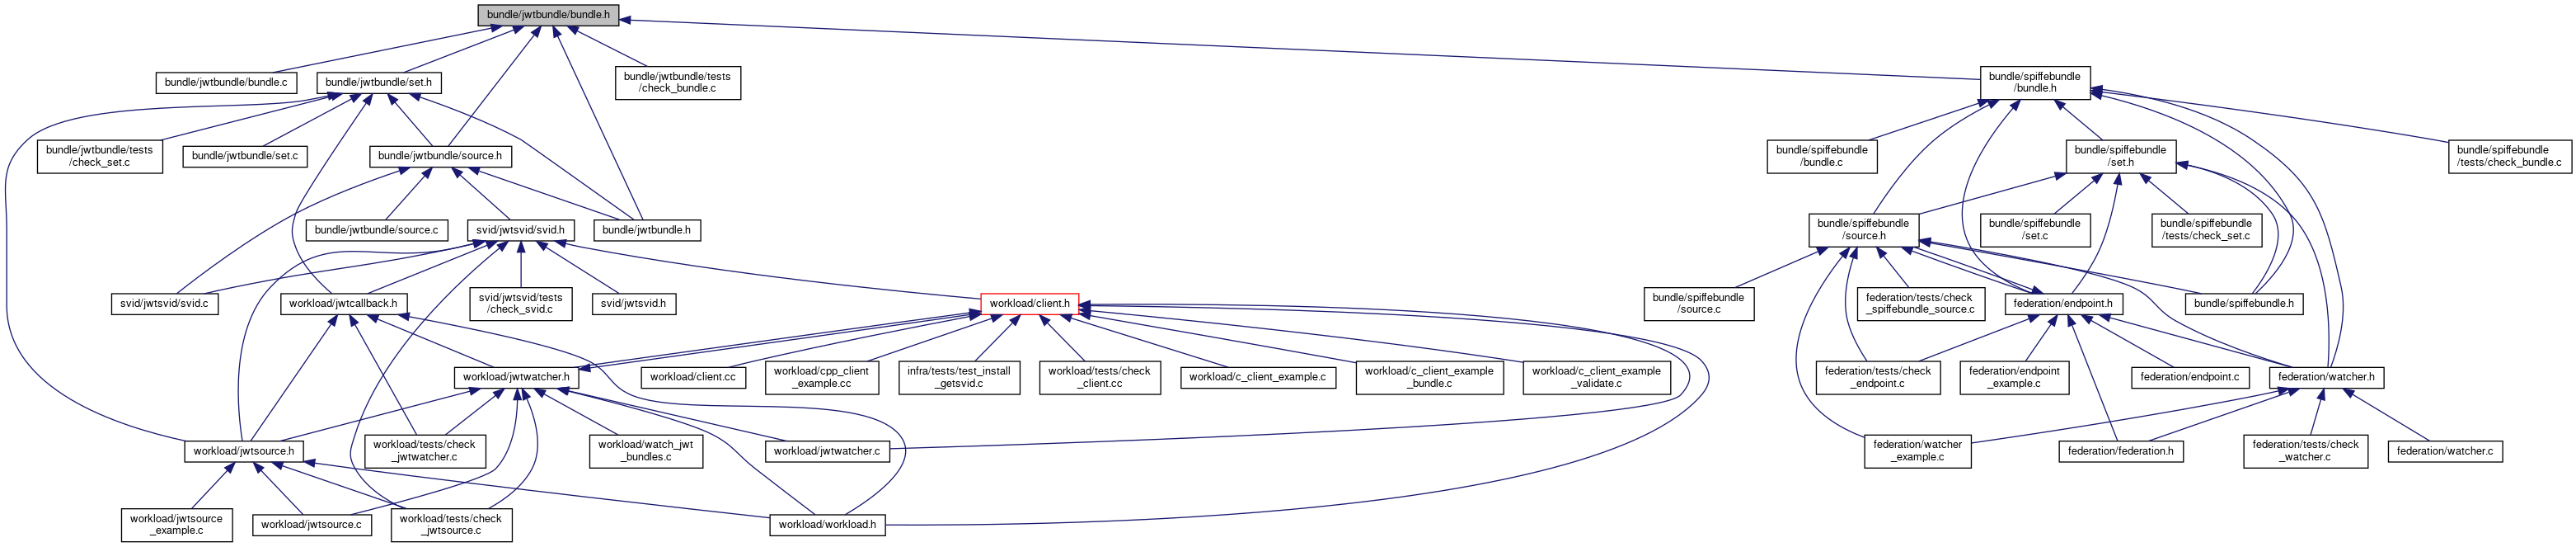 bundle/jwtbundle/bundle.h
bundle/jwtbundle/bundle.c
bundle/jwtbundle/set.h
bundle/jwtbundle/tests
/check_bundle.c
bundle/spiffebundle
/bundle.h
bundle/jwtbundle/tests
/check_set.c
bundle/jwtbundle/set.c
bundle/jwtbundle/source.h
bundle/spiffebundle
/bundle.c
bundle/spiffebundle
/set.h
bundle/spiffebundle
/tests/check_bundle.c
bundle/jwtbundle/source.c
svid/jwtsvid/svid.h
bundle/jwtbundle.h
bundle/spiffebundle
/source.h
bundle/spiffebundle
/set.c
bundle/spiffebundle
/tests/check_set.c
svid/jwtsvid/svid.c
workload/jwtcallback.h
svid/jwtsvid/tests
/check_svid.c
svid/jwtsvid.h
workload/client.h
bundle/spiffebundle
/source.c
federation/tests/check
_spiffebundle_source.c
federation/endpoint.h
bundle/spiffebundle.h
workload/jwtwatcher.h
workload/client.cc
workload/cpp_client
_example.cc
infra/tests/test_install
_getsvid.c
workload/tests/check
_client.cc
workload/c_client_example.c
workload/c_client_example
_bundle.c
workload/c_client_example
_validate.c
federation/tests/check
_endpoint.c
federation/endpoint
_example.c
federation/endpoint.c
federation/watcher.h
workload/jwtsource.h
workload/tests/check
_jwtwatcher.c
workload/watch_jwt
_bundles.c
workload/jwtwatcher.c
federation/watcher
_example.c
federation/federation.h
federation/tests/check
_watcher.c
federation/watcher.c
workload/jwtsource
_example.c
workload/jwtsource.c
workload/tests/check
_jwtsource.c
workload/workload.h